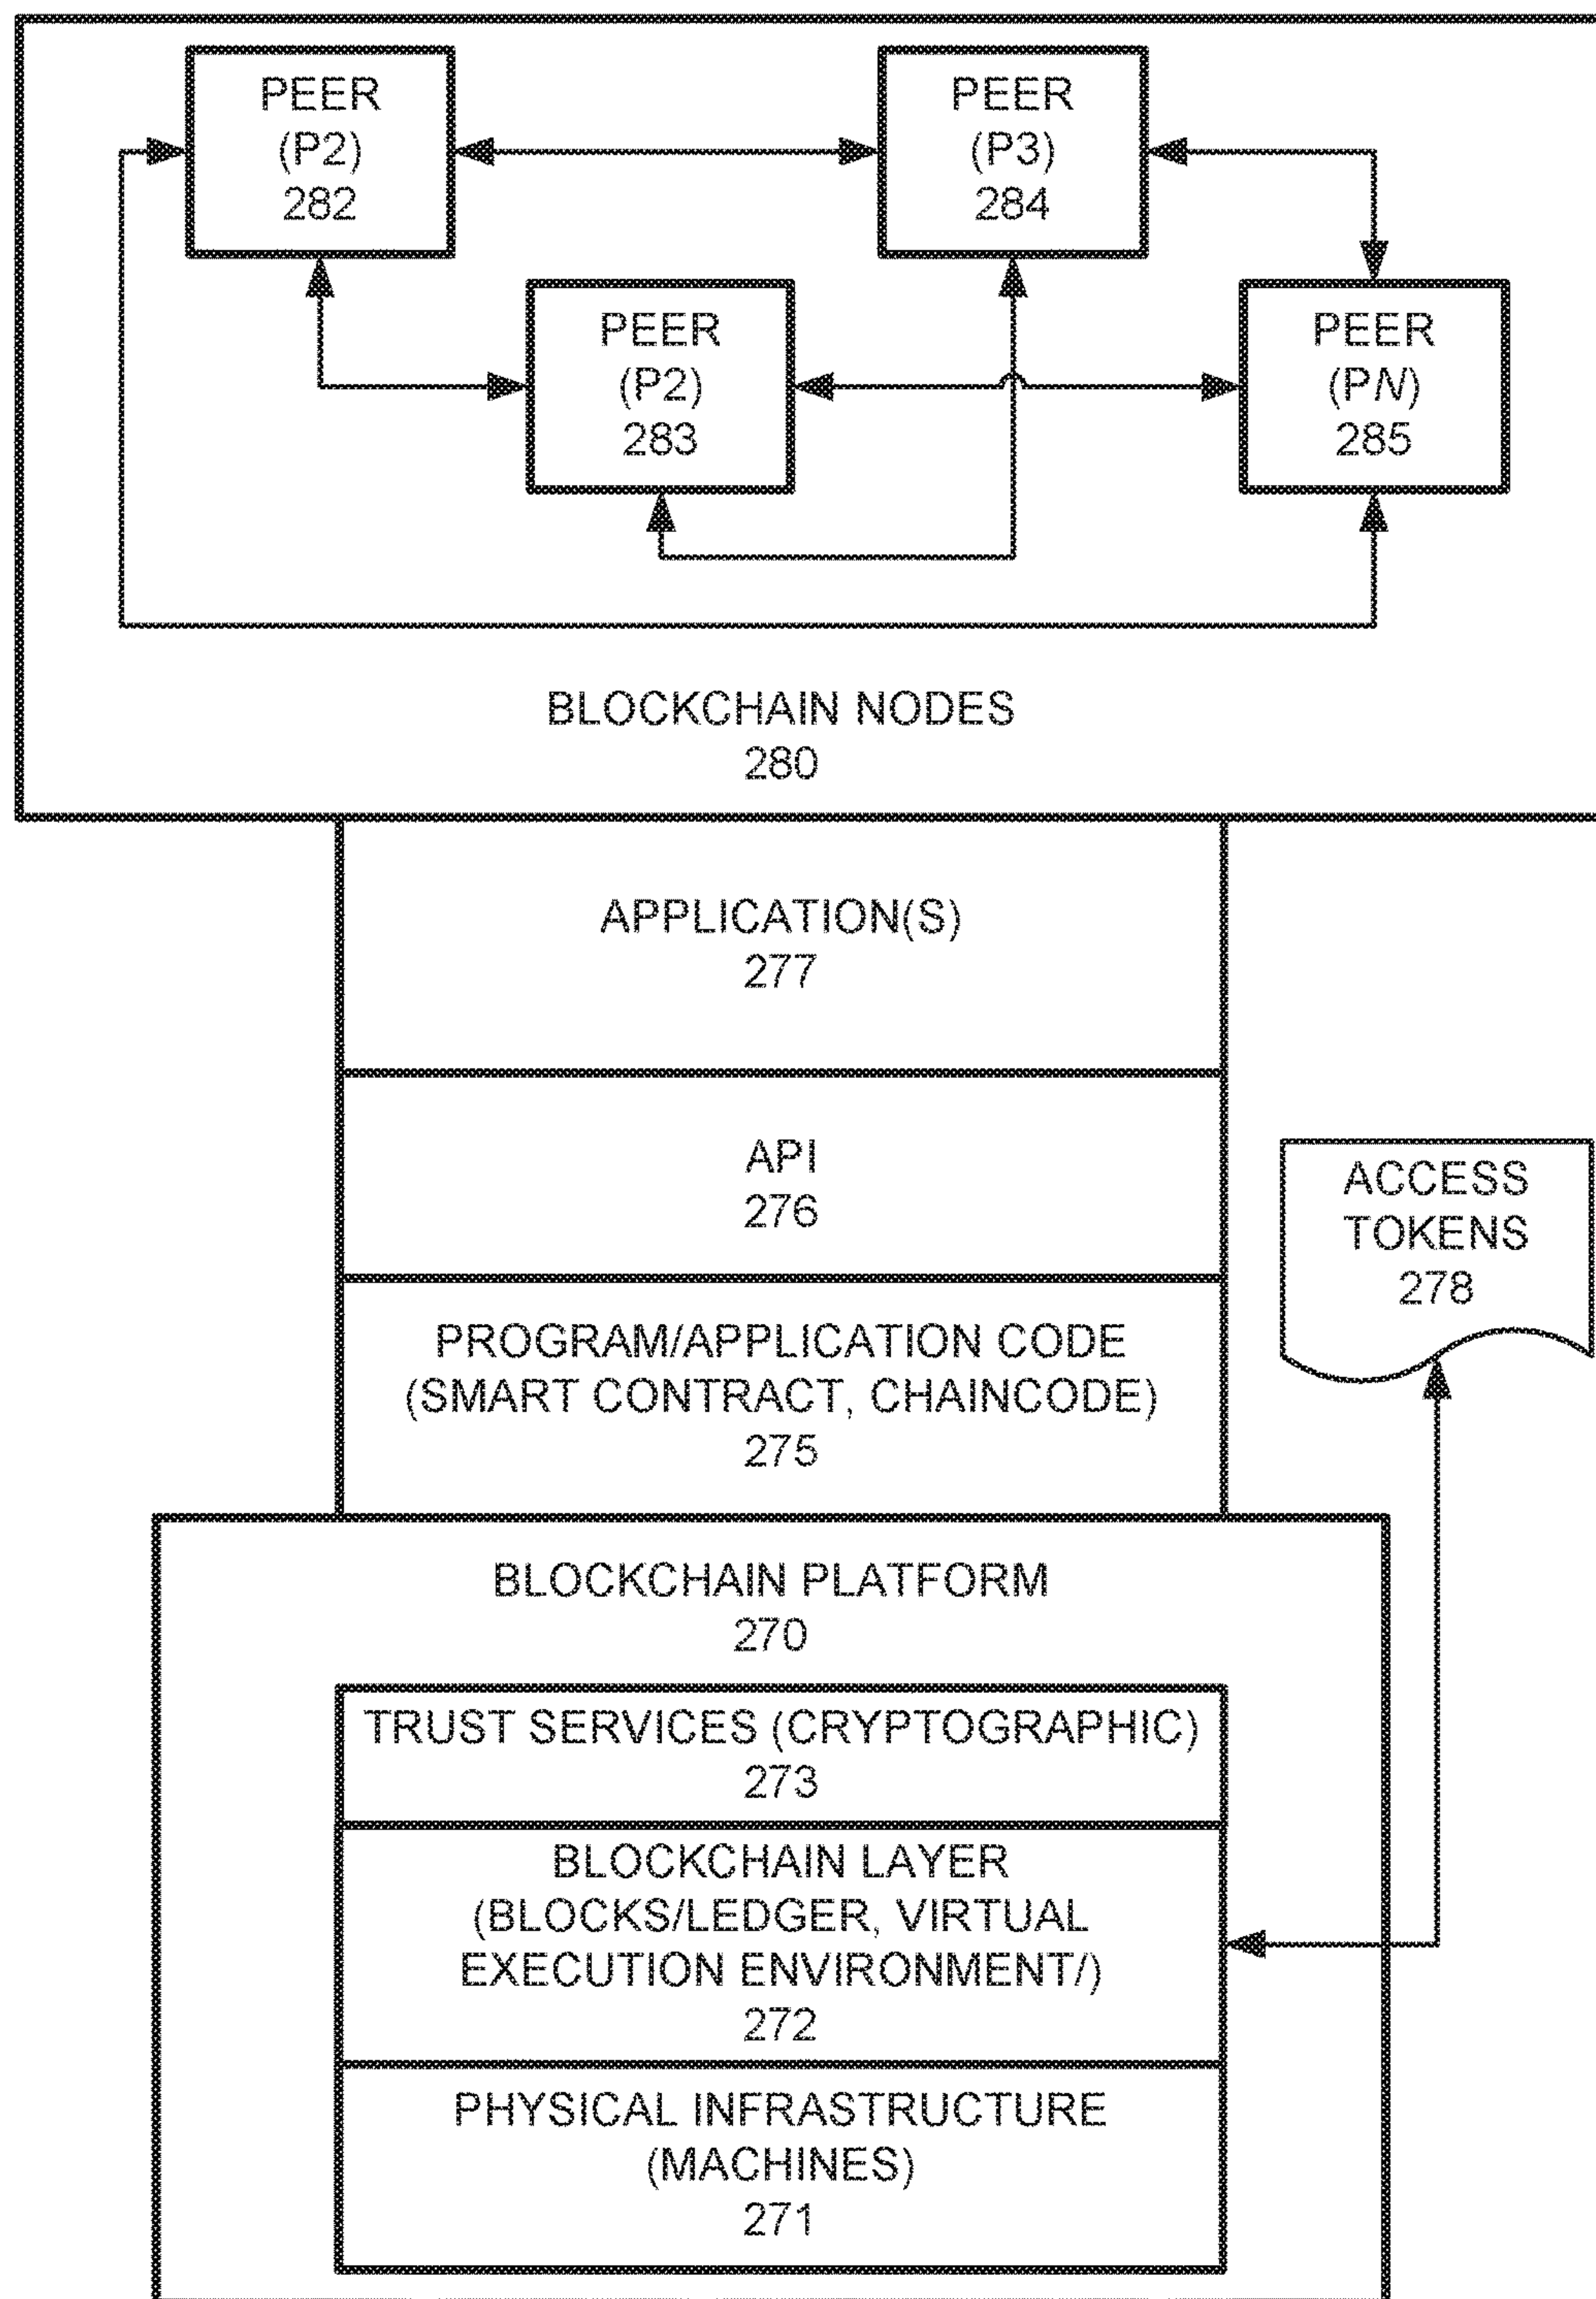 PEER
(P2)
282
PEER
(P3)
284
PEER
(P2)
283
PEER
(PN)
285
BLOCKCHAIN NODES
280
APPLICATION(S)
277
API
276
ACCESS
TOKENS
278
PROGRAM/APPLICATION CODE
(SMART CONTRACT, CHAINCODE)
275
BLOCKCHAIN PLATFORM
270
TRUST SERVICES (CRYPTOGRAPHIC)
273
BLOCKCHAIN LAYER
(BLOCKS/LEDGER, VIRTUAL
EXECUTION ENVIRONMENT/)
272
PHYSICAL INFRASTRUCTURE
(MACHINES)
271